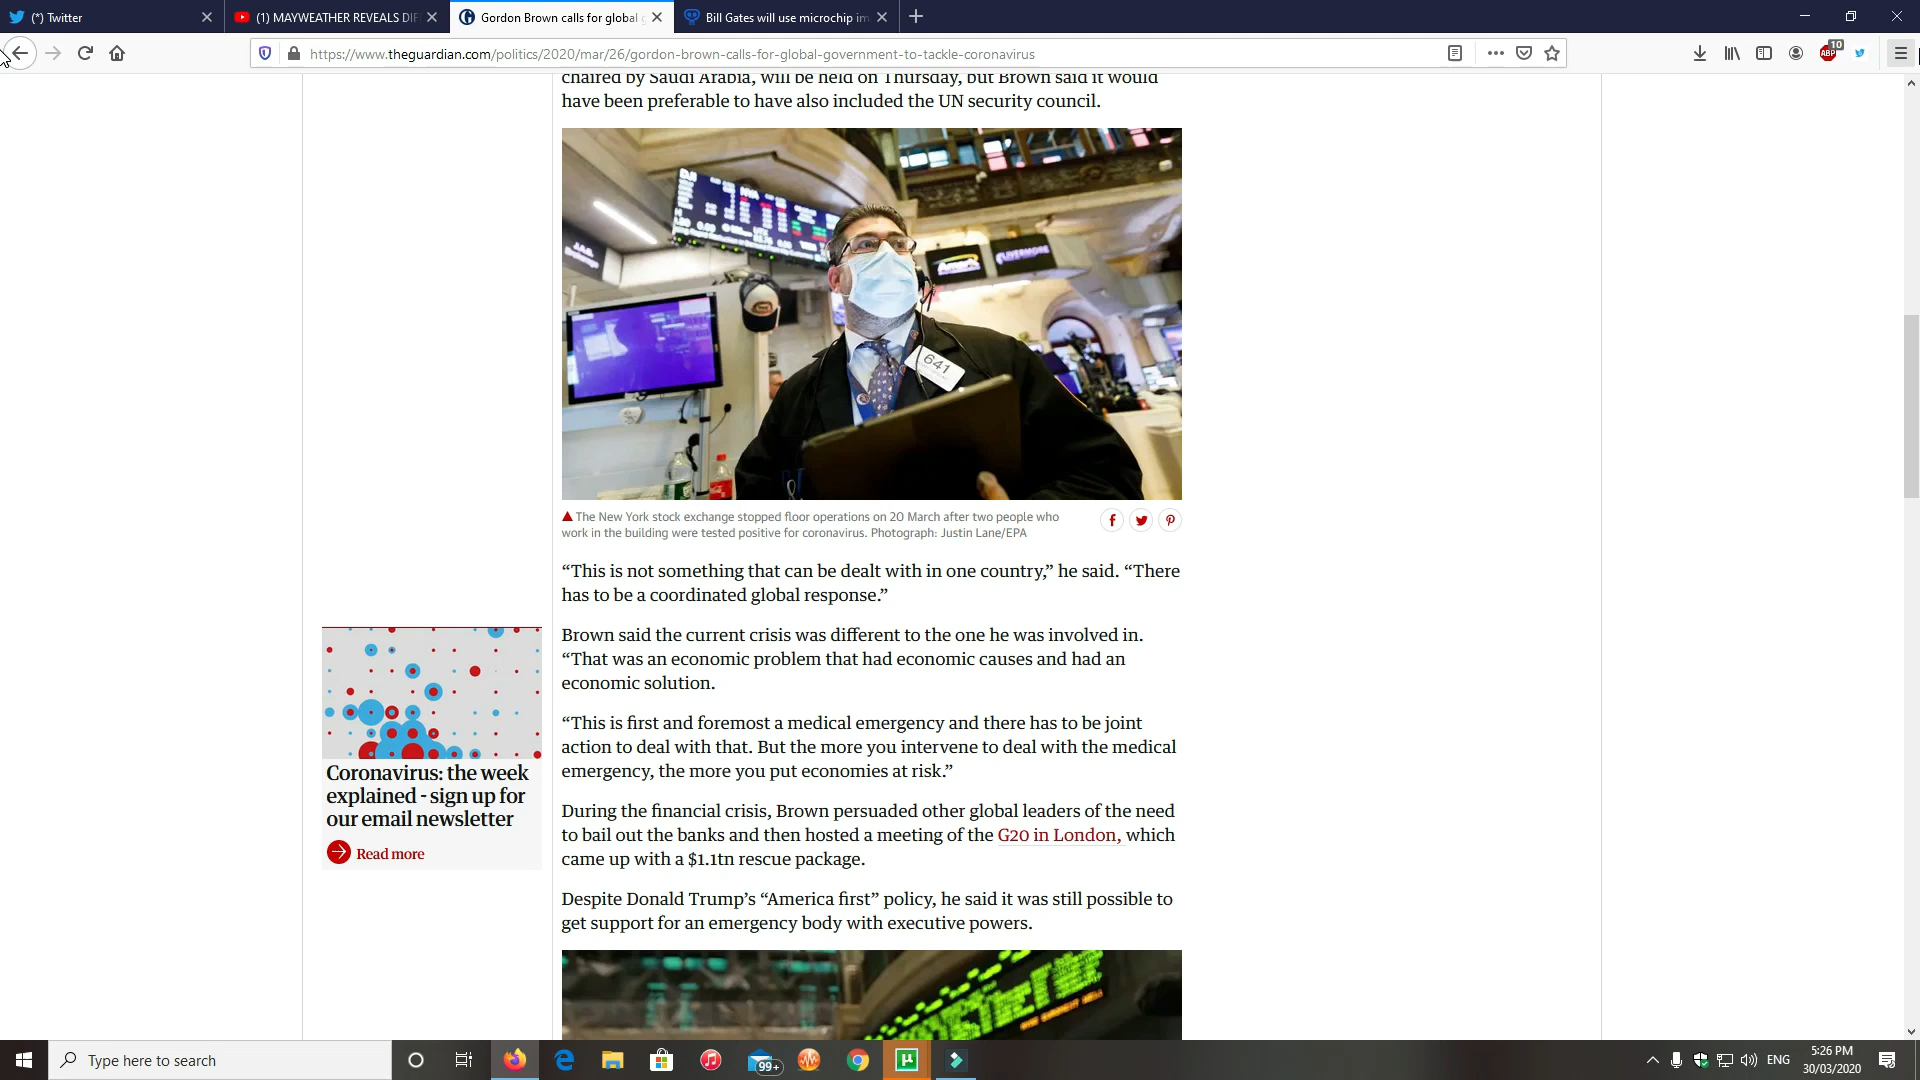 (*) Twitter
(1) MAYWEATHER REVEALS DIF
Gordon Brown calls for global g
Bill Gates will use microchip im
https://www.theguardian.com/politics/2020/mar/26/gordon-brown-calls-for-global-government-to-tackle-coronavirus
10
ABP
chaired by Saudi Arabia, will be held on Thursday, but Brown said it would
have been preferable to have also included the UN security council.
LIVERMORE
641
The New York stock exchange stopped floor operations on 20 March after two people who
work in the building were tested positive for coronavirus. Photograph: Justin Lane/EPA
“This is not something that can be dealt with in one country,” he said. “There
has to be a coordinated global response.”
Brown said the current crisis was different to the one he was involved in.
“That was an economic problem that had economic causes and had an
economic solution.
“This is first and foremost a medical emergency and there has to be joint
action to deal with that. But the more you intervene to deal with the medical
emergency, the more you put economies at risk.”
Coronavirus: the week
explained - sign up for
our email newsletter
Read more
During the financial crisis, Brown persuaded other global leaders of the need
to bail out the banks and then hosted a meeting of the G20 in London, which
came up with a $1.1tn rescue package.
Despite Donald Trump’s “America first” policy, he said it was still possible to
get support for an emergency body with executive powers.
Type here to search
99+
µ
ENG
5:26 PM
30/03/2020